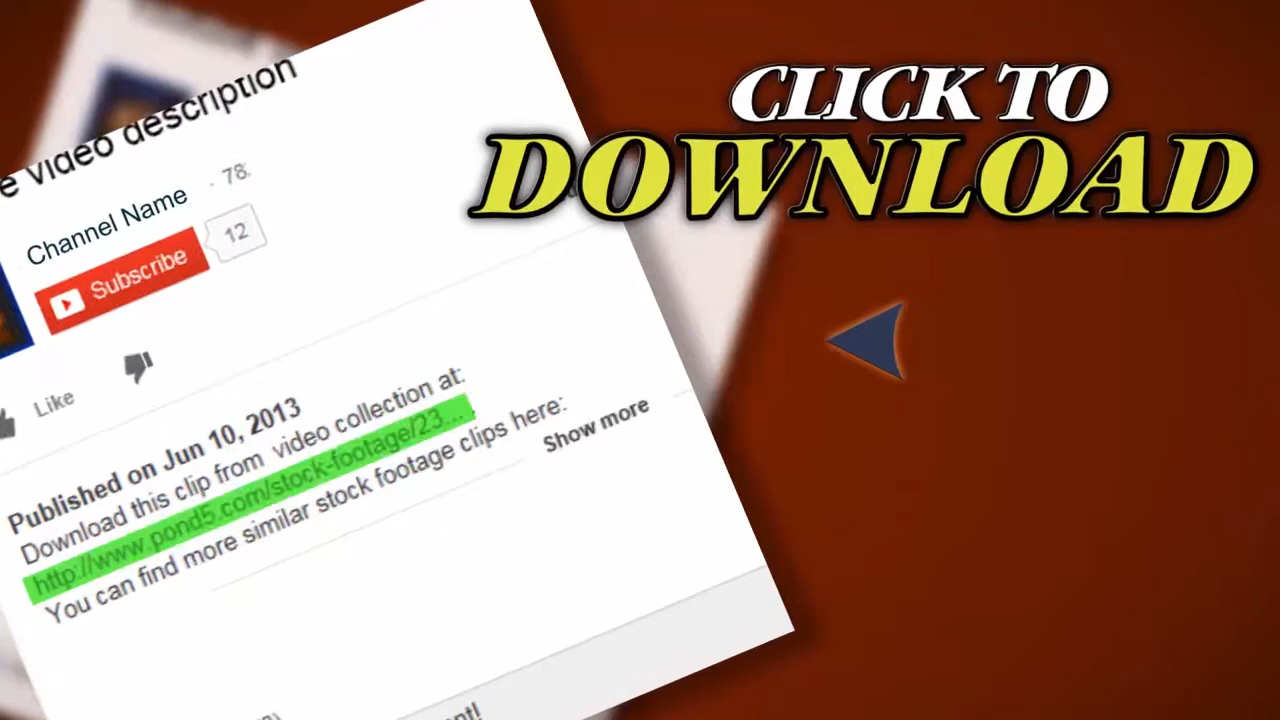 CLICK TO
DOWNLOAD
e video description
Channel Name
78
Subscribe
12
Like
Published on Jun 10, 2013
Download this clip from video collection at:
http://www.pond5.com/stock-footage/23... .
You can find more similar stock footage clips here:
Show more